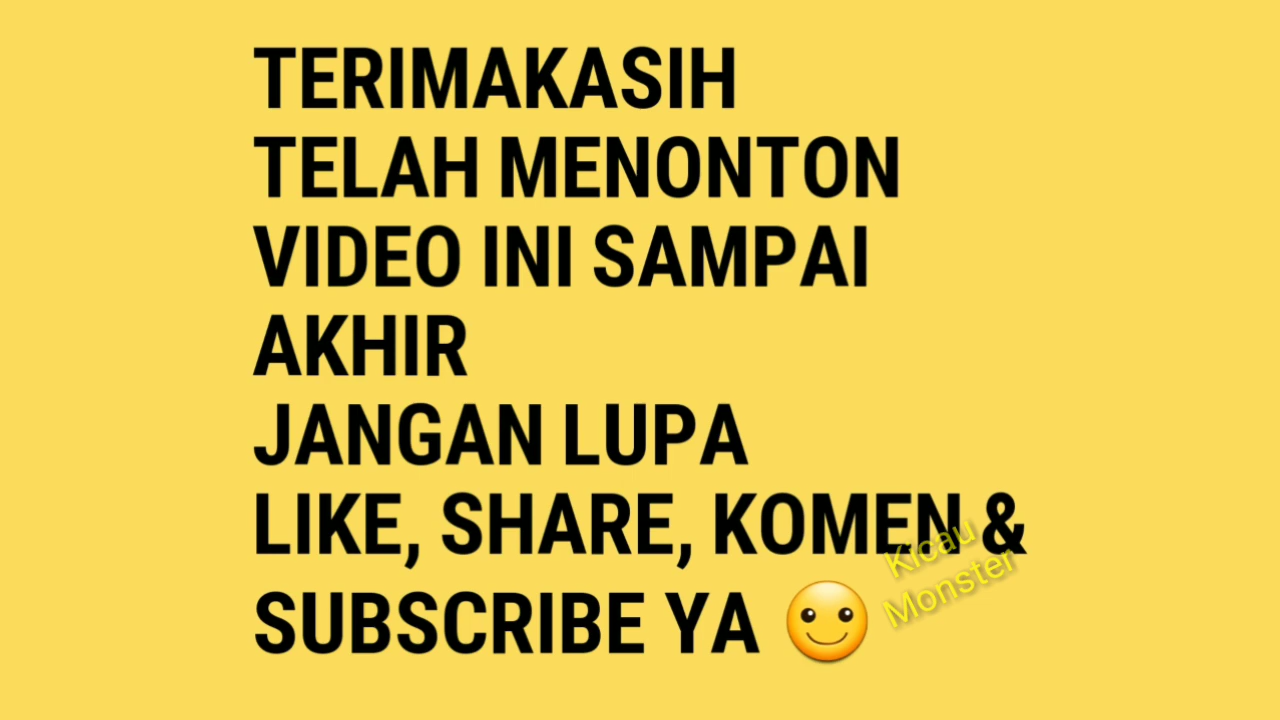 TERIMAKASIH
TELAH MENONTON
VIDEO INI SAMPAI
AKHIR
JANGAN LUPA
LIKE, SHARE, KOMEN &
SUBSCRIBE YA 🙂
Kicau
Monster